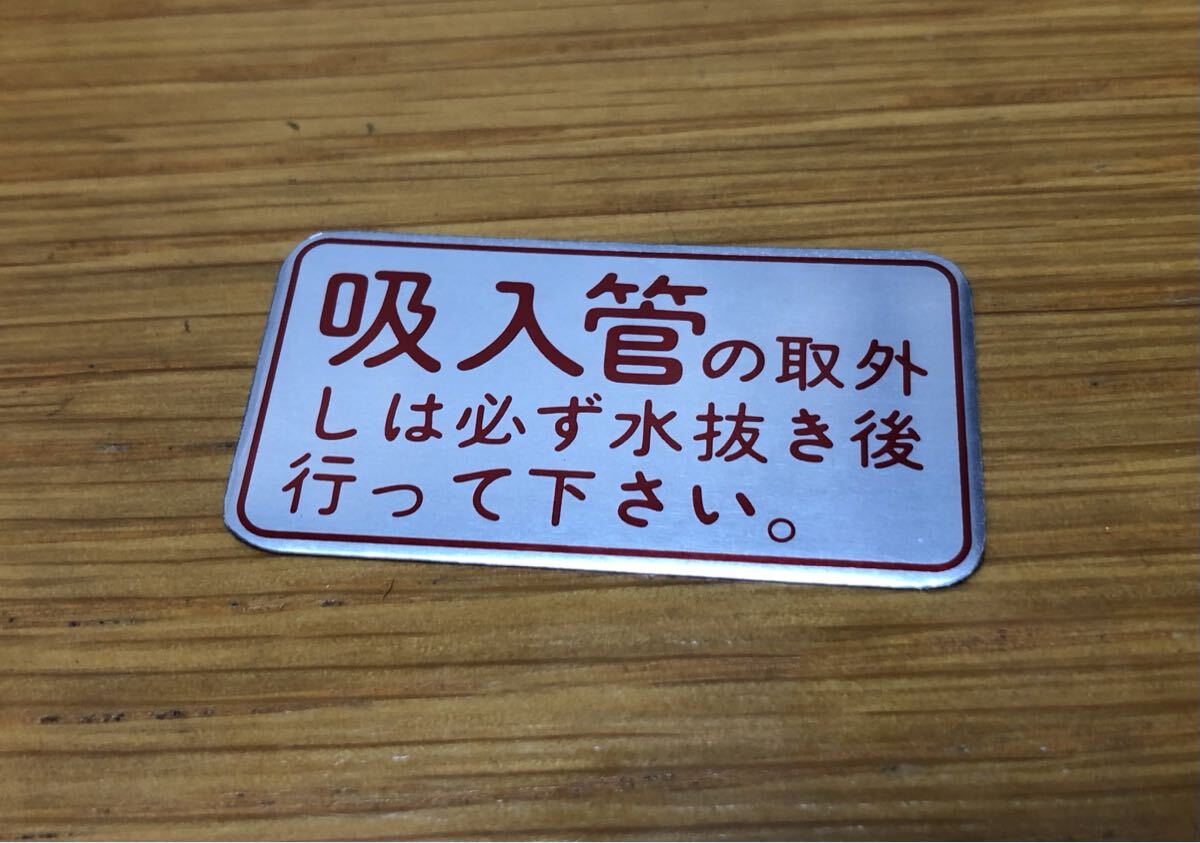 吸入管の取外
しは必ず水抜き後
行って下さい。